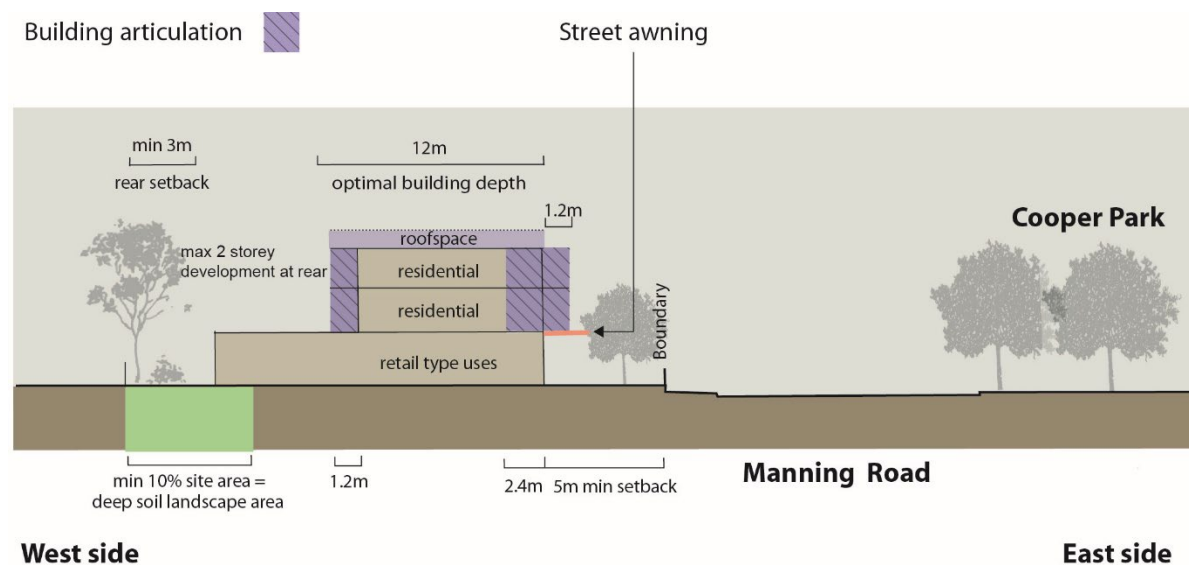 Building articulation
Street awning
min 3m
rear setback
12m
optimal building depth
1.2m
Cooper Park
max 2 storey
development at rear
roofspace
residential
residential
retail type uses
Boundary
min 10% site area =
deep soil landscape area
1.2m
2.4m
5m min setback
Manning Road
West side
East side